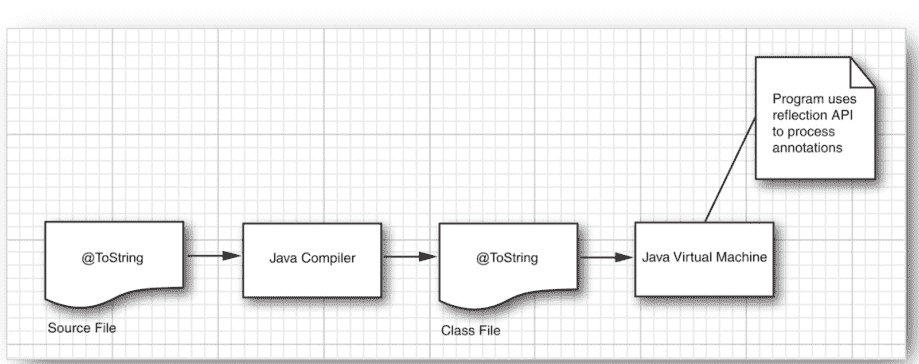 Program uses
reflection API
to process
annotations
@ToString
Java Compiler
@ToString
Java Virtual Machine
Source File
Class File